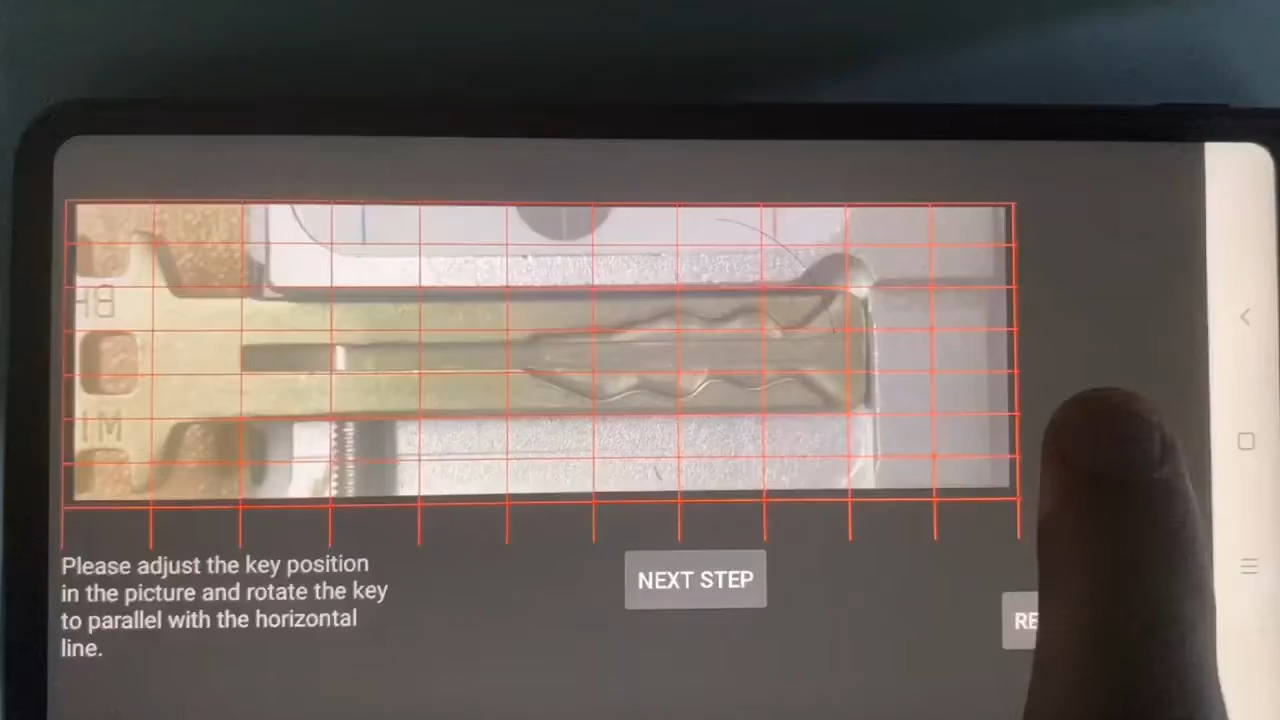 Please adjust the key position
in the picture and rotate the key
to parallel with the horizontal
line.
NEXT STEP
RE